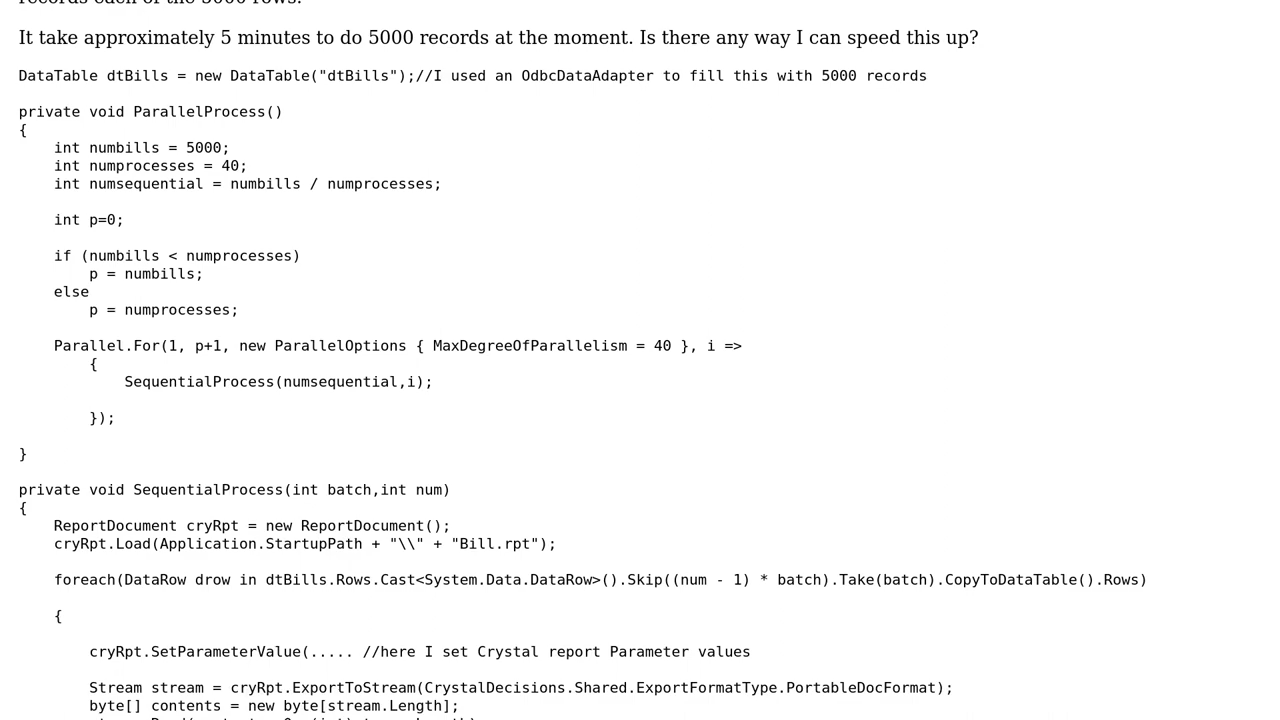 records each of the 5000 rows.
It take approximately 5 minutes to do 5000 records at the moment. Is there any way I can speed this up?
DataTable dtBills = new DataTable("dtBills");//I used an OdbcDataAdapter to fill this with 5000 records
private void ParallelProcess()
{
    int numbills = 5000;
    int numprocesses = 40;
    int numsequential = numbills / numprocesses;
    int p=0;
    if (numbills < numprocesses)
        p = numbills;
    else
        p = numprocesses;
    Parallel.For(1, p+1, new ParallelOptions { MaxDegreeOfParallelism = 40 }, i =>
        {
            SequentialProcess(numsequential,i);
        });
}
private void SequentialProcess(int batch,int num)
{
    ReportDocument cryRpt = new ReportDocument();
    cryRpt.Load(Application.StartupPath + "\\" + "Bill.rpt");
    foreach(DataRow drow in dtBills.Rows.Cast<System.Data.DataRow>().Skip((num - 1) * batch).Take(batch).CopyToDataTable().Rows)
    {
        cryRpt.SetParameterValue(..... //here I set Crystal report Parameter values
        Stream stream = cryRpt.ExportToStream(CrystalDecisions.Shared.ExportFormatType.PortableDocFormat);
        byte[] contents = new byte[stream.Length];